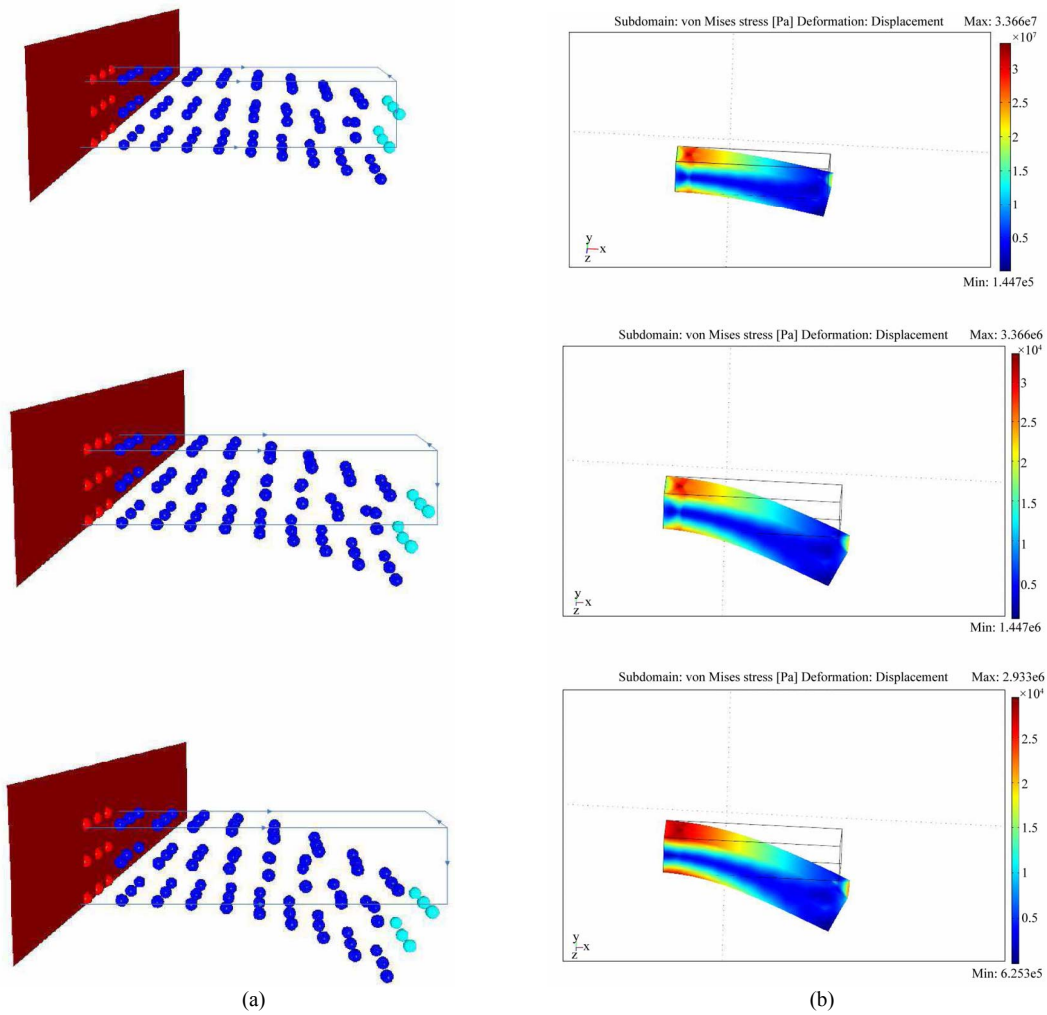 Subdomain: von Mises stress [Pa] Deformation: Displacement Max: 3.366e7
×10⁷
3
2.5
2
1.5
1
0.5
y
x
z
Min: 1.447e5
Subdomain: von Mises stress [Pa] Deformation: Displacement Max: 3.366e6
×10⁴
3
2.5
2
1.5
1
0.5
y
x
z
Min: 1.447e6
Subdomain: von Mises stress [Pa] Deformation: Displacement Max: 2.933e6
×10⁴
2.5
2
1.5
1
0.5
y
x
z
Min: 6.253e5
(a) (b)